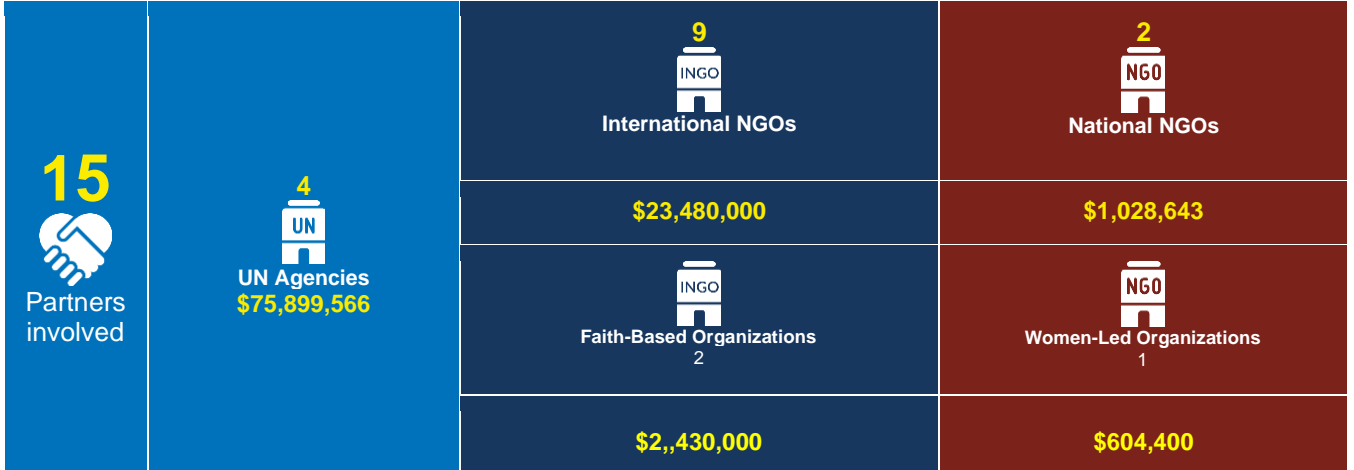 15
Partners
involved
4
UN
UN Agencies
$75,899,566
9
INGO
International NGOs
$23,480,000
INGO
Faith-Based Organizations
2
$2,,430,000
2
NGO
National NGOs
$1,028,643
NGO
Women-Led Organizations
1
$604,400